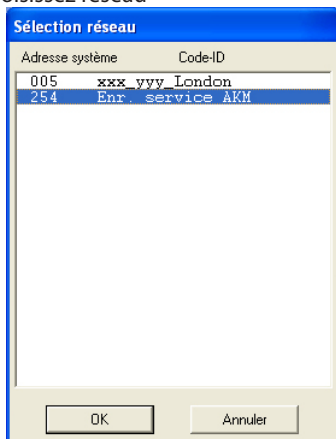 Sélection réseau
Adresse système Code-ID
005 xxx_yyy_London
254 Enr. service AKM
OK Annuler